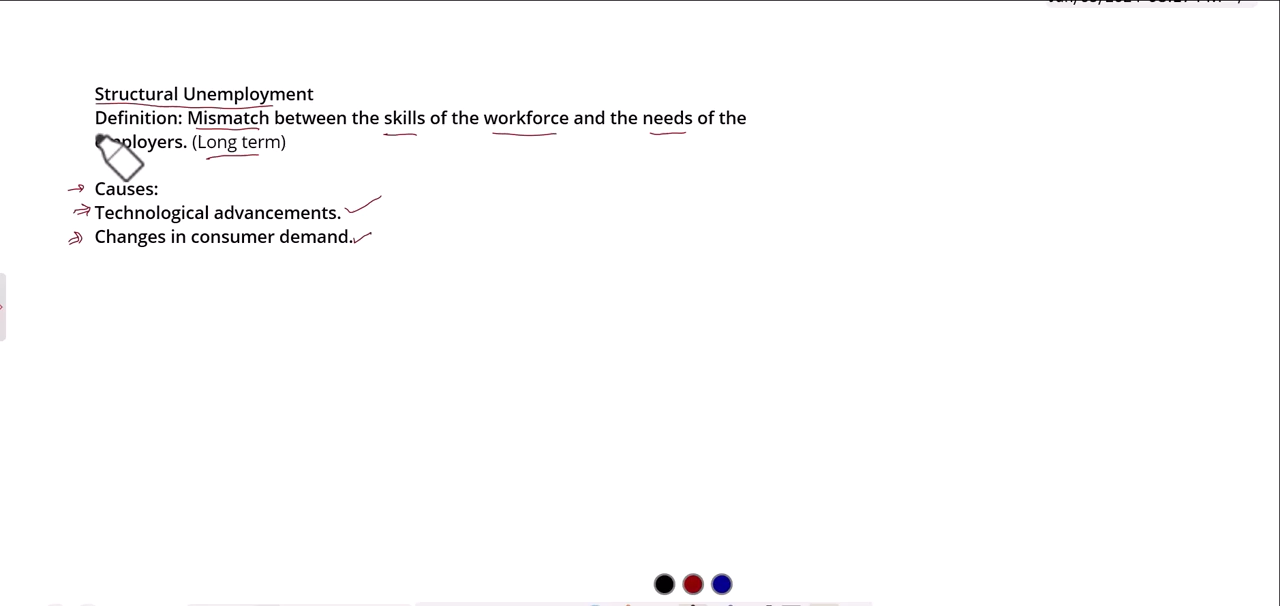 Structural Unemployment
Definition: Mismatch between the skills of the workforce and the needs of the
employers. (Long term)
Causes:
Technological advancements.
Changes in consumer demand.